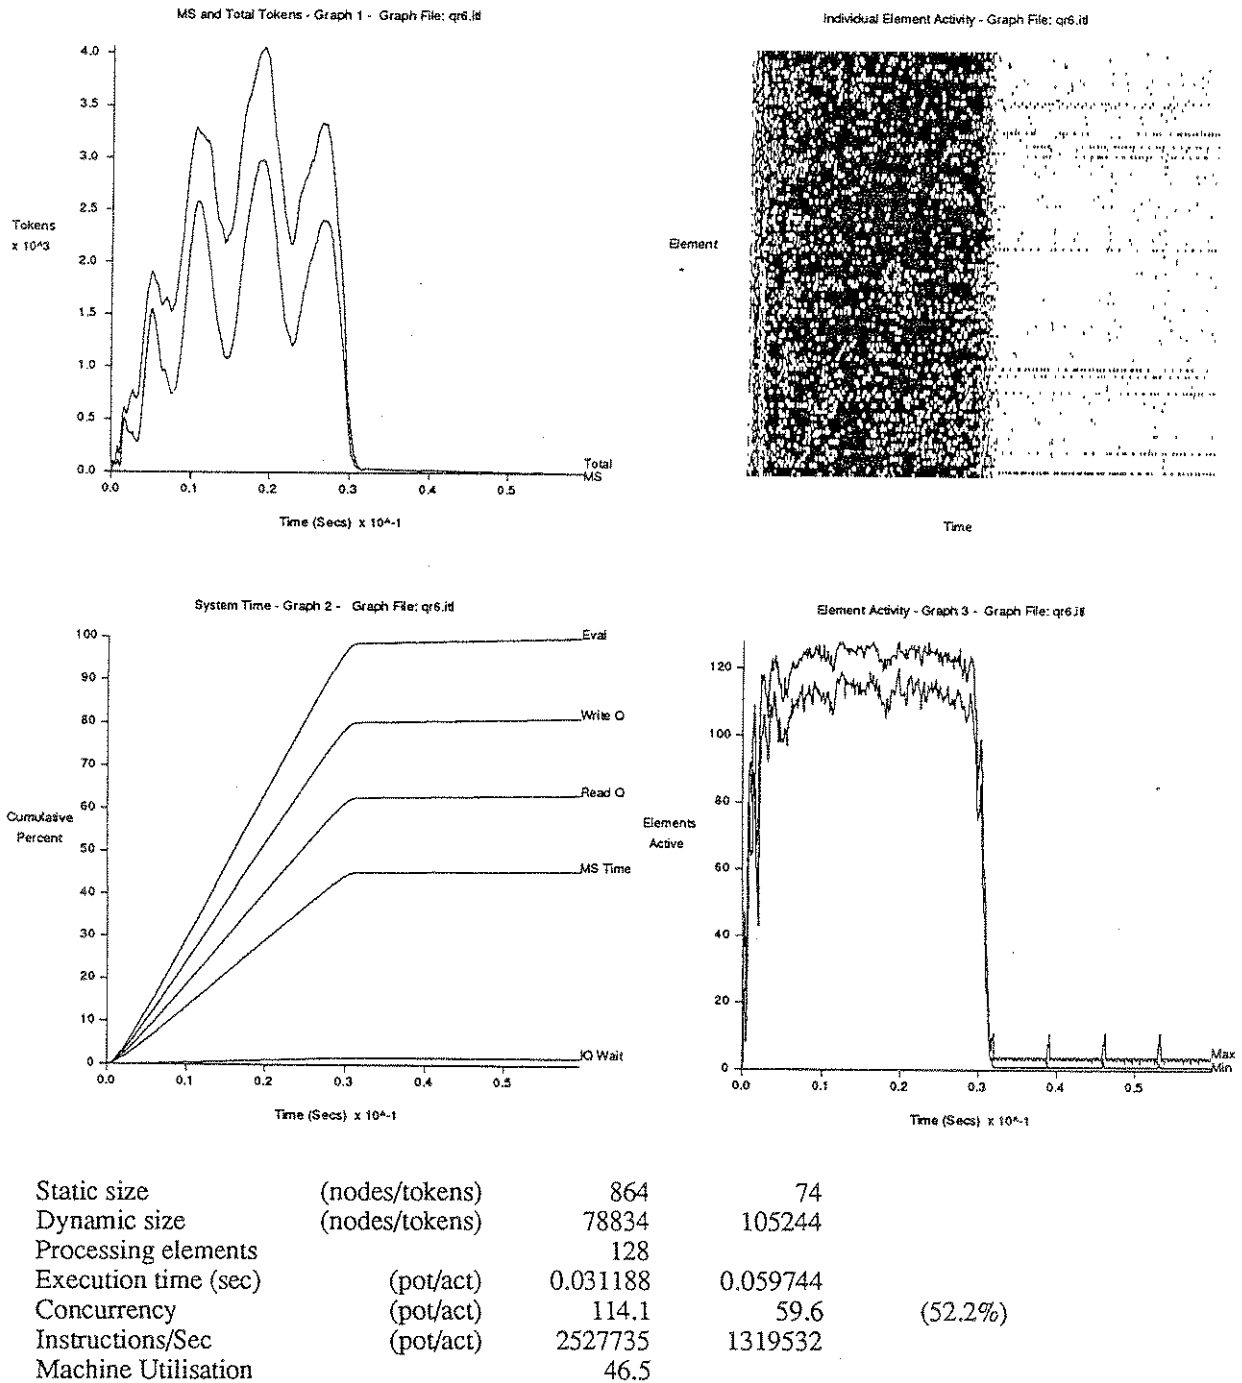 MS and Total Tokens - Graph 1 - Graph File: qr6.itl
4.0
3.5
3.0
2.5
Tokens
x 10^3
2.0
1.5
1.0
0.5
0.0
Total
MS
0.0 0.1 0.2 0.3 0.4 0.5
Time (Secs) x 10^-1
Individual Element Activity - Graph File: qr6.itl
Element
Time
System Time - Graph 2 - Graph File: qr6.itl
100
90
80
70
60
Cumulative
Percent
50
40
30
20
10
0
Eval
Write Q
Read Q
MS Time
IO Wait
0.0 0.1 0.2 0.3 0.4 0.5
Time (Secs) x 10^-1
Element Activity - Graph 3 - Graph File: qr6.itl
120
100
80
Elements
Active
60
40
20
0
Max
Min
0.0 0.1 0.2 0.3 0.4 0.5
Time (Secs) x 10^-1
Static size (nodes/tokens) 864 74
Dynamic size (nodes/tokens) 78834 105244
Processing elements 128
Execution time (sec) (pot/act) 0.031188 0.059744
Concurrency (pot/act) 114.1 59.6 (52.2%)
Instructions/Sec (pot/act) 2527735 1319532
Machine Utilisation 46.5